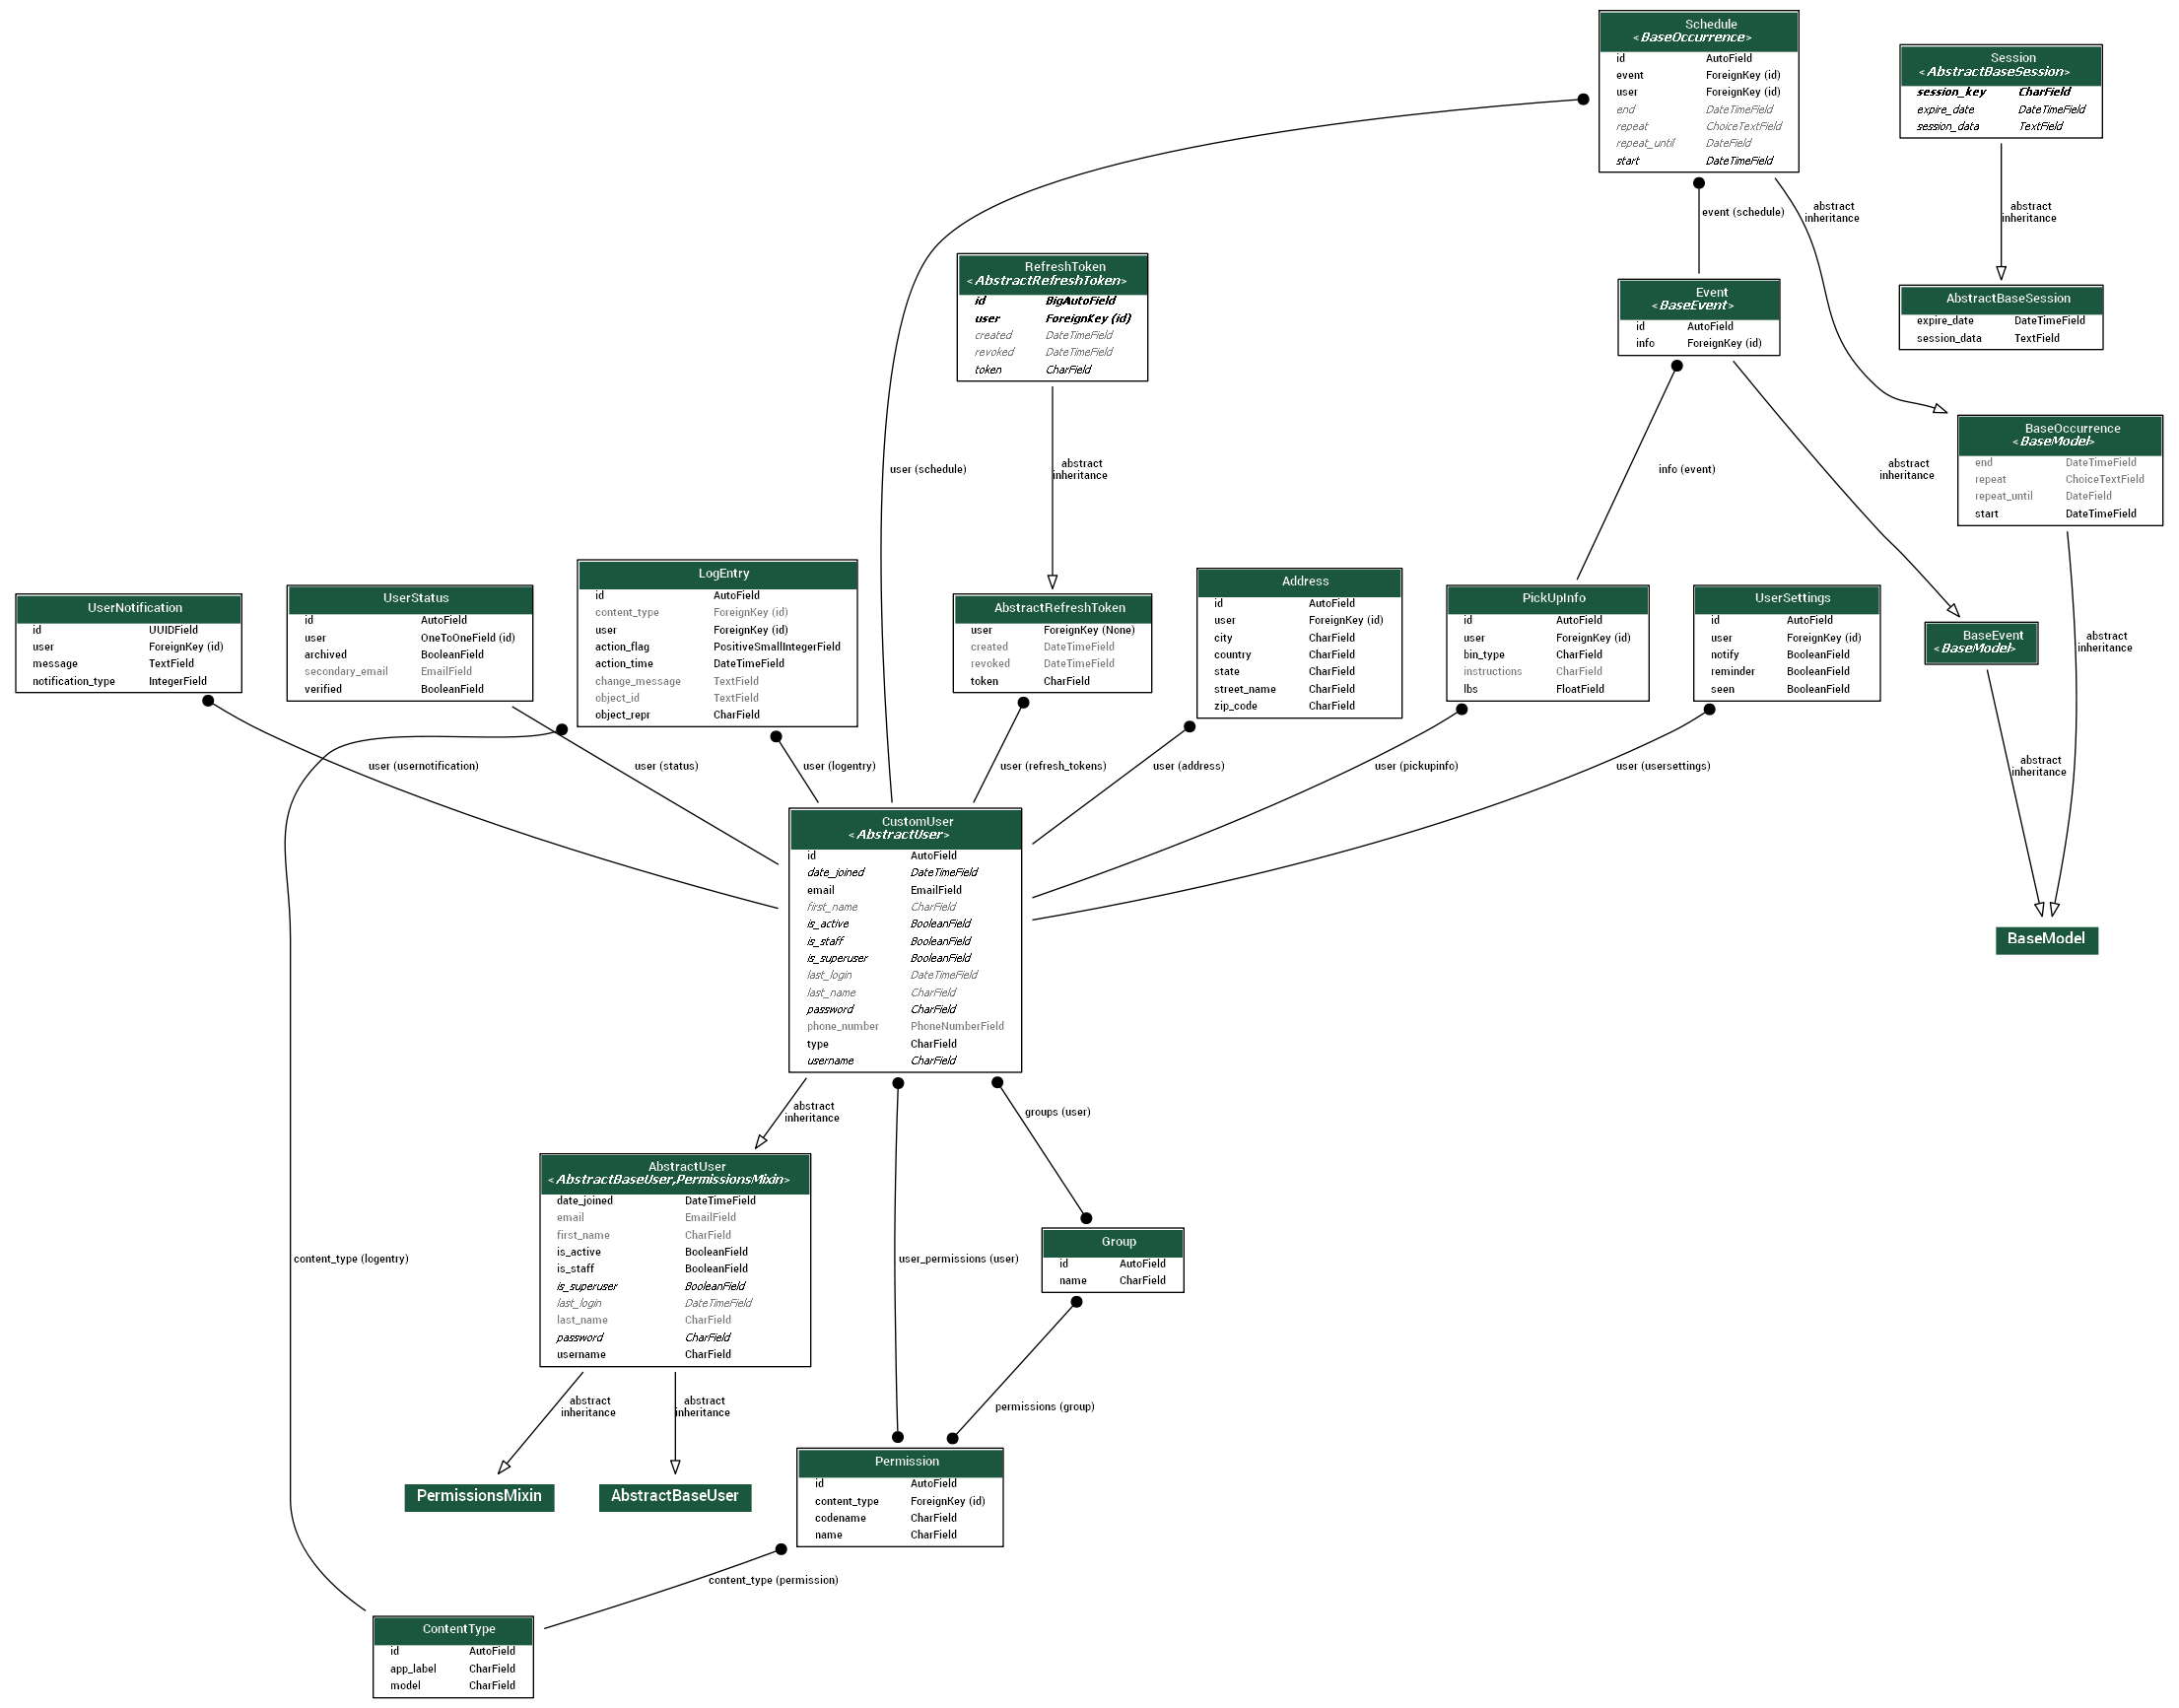 Schedule
<BaseOccurrence>
id AutoField
event ForeignKey (id)
user ForeignKey (id)
end DateTimeField
repeat ChoiceTextField
repeat_until DateField
start DateTimeField
Session
<AbstractBaseSession>
session_key CharField
expire_date DateTimeField
session_data TextField
event (schedule)
abstract
inheritance
abstract
inheritance
RefreshToken
<AbstractRefreshToken>
id BigAutoField
user ForeignKey (id)
created DateTimeField
revoked DateTimeField
token CharField
Event
<BaseEvent>
id AutoField
info ForeignKey (id)
AbstractBaseSession
expire_date DateTimeField
session_data TextField
user (schedule)
abstract
inheritance
info (event)
abstract
inheritance
BaseOccurrence
<BaseModel>
end DateTimeField
repeat ChoiceTextField
repeat_until DateField
start DateTimeField
UserNotification
id UUIDField
user ForeignKey (id)
message TextField
notification_type IntegerField
UserStatus
id AutoField
user OneToOneField (id)
archived BooleanField
secondary_email EmailField
verified BooleanField
LogEntry
id AutoField
content_type ForeignKey (id)
user ForeignKey (id)
action_flag PositiveSmallIntegerField
action_time DateTimeField
change_message TextField
object_id TextField
object_repr CharField
AbstractRefreshToken
user ForeignKey (None)
created DateTimeField
revoked DateTimeField
token CharField
Address
id AutoField
user ForeignKey (id)
city CharField
country CharField
state CharField
street_name CharField
zip_code CharField
PickUpInfo
id AutoField
user ForeignKey (id)
bin_type CharField
instructions CharField
lbs FloatField
UserSettings
id AutoField
user ForeignKey (id)
notify BooleanField
reminder BooleanField
seen BooleanField
BaseEvent
<BaseModel>
abstract
inheritance
user (usernotification)
user (status)
user (logentry)
user (refresh_tokens)
user (address)
user (pickupinfo)
user (usersettings)
abstract
inheritance
CustomUser
<AbstractUser>
id AutoField
date_joined DateTimeField
email EmailField
first_name CharField
is_active BooleanField
is_staff BooleanField
is_superuser BooleanField
last_login DateTimeField
last_name CharField
password CharField
phone_number PhoneNumberField
type CharField
username CharField
BaseModel
abstract
inheritance
groups (user)
AbstractUser
<AbstractBaseUser,PermissionsMixin>
date_joined DateTimeField
email EmailField
first_name CharField
is_active BooleanField
is_staff BooleanField
is_superuser BooleanField
last_login DateTimeField
last_name CharField
password CharField
username CharField
content_type (logentry)
user_permissions (user)
Group
id AutoField
name CharField
abstract
inheritance
abstract
inheritance
permissions (group)
PermissionsMixin
AbstractBaseUser
Permission
id AutoField
content_type ForeignKey (id)
codename CharField
name CharField
content_type (permission)
ContentType
id AutoField
app_label CharField
model CharField